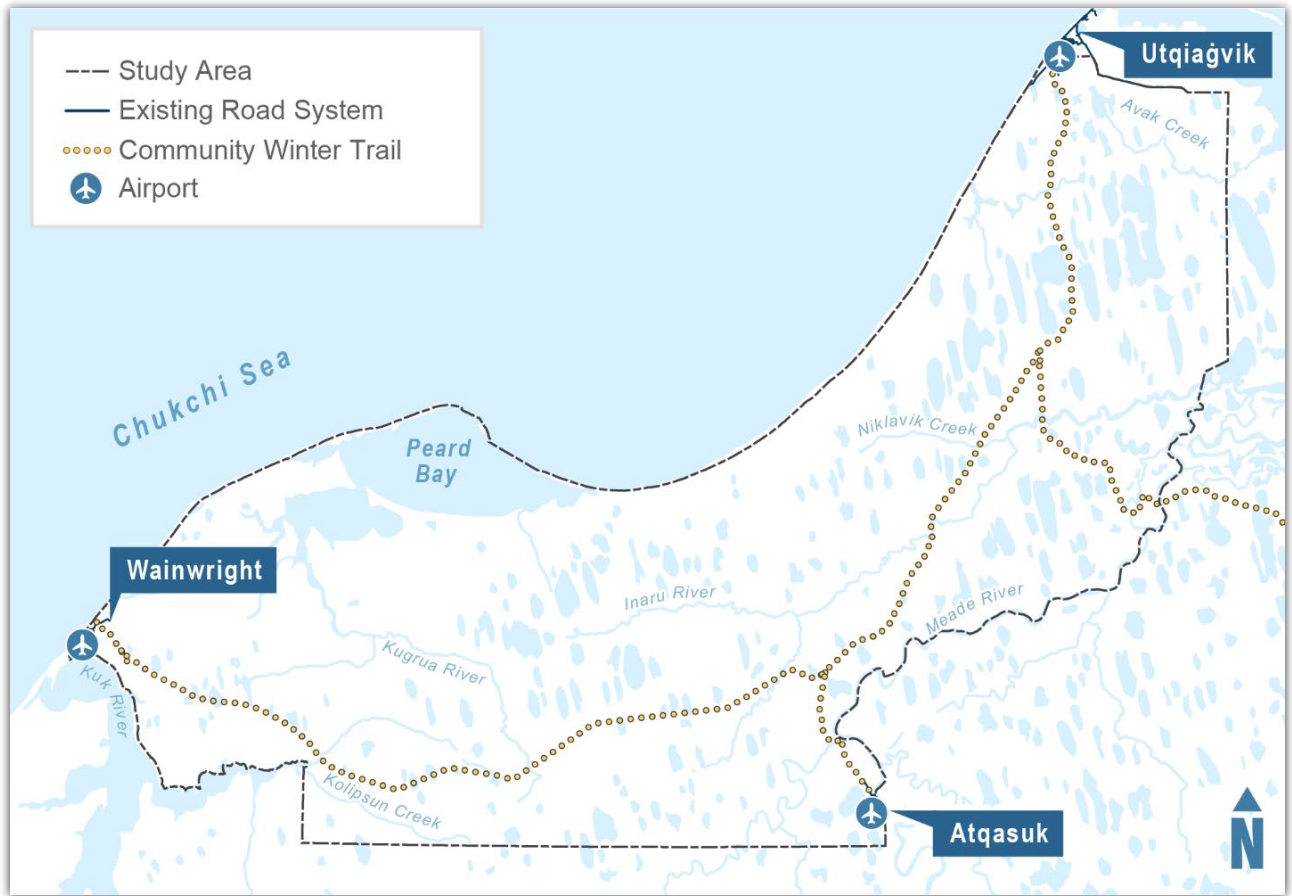 Study Area
Existing Road System
Community Winter Trail
Airport
Utqiaġvik
Avak Creek
Chukchi Sea
Peard
Bay
Niklavik Creek
Wainwright
Inaru River
Meade River
Kugrua River
Kuk River
Kolipsun Creek
Atqasuk
N